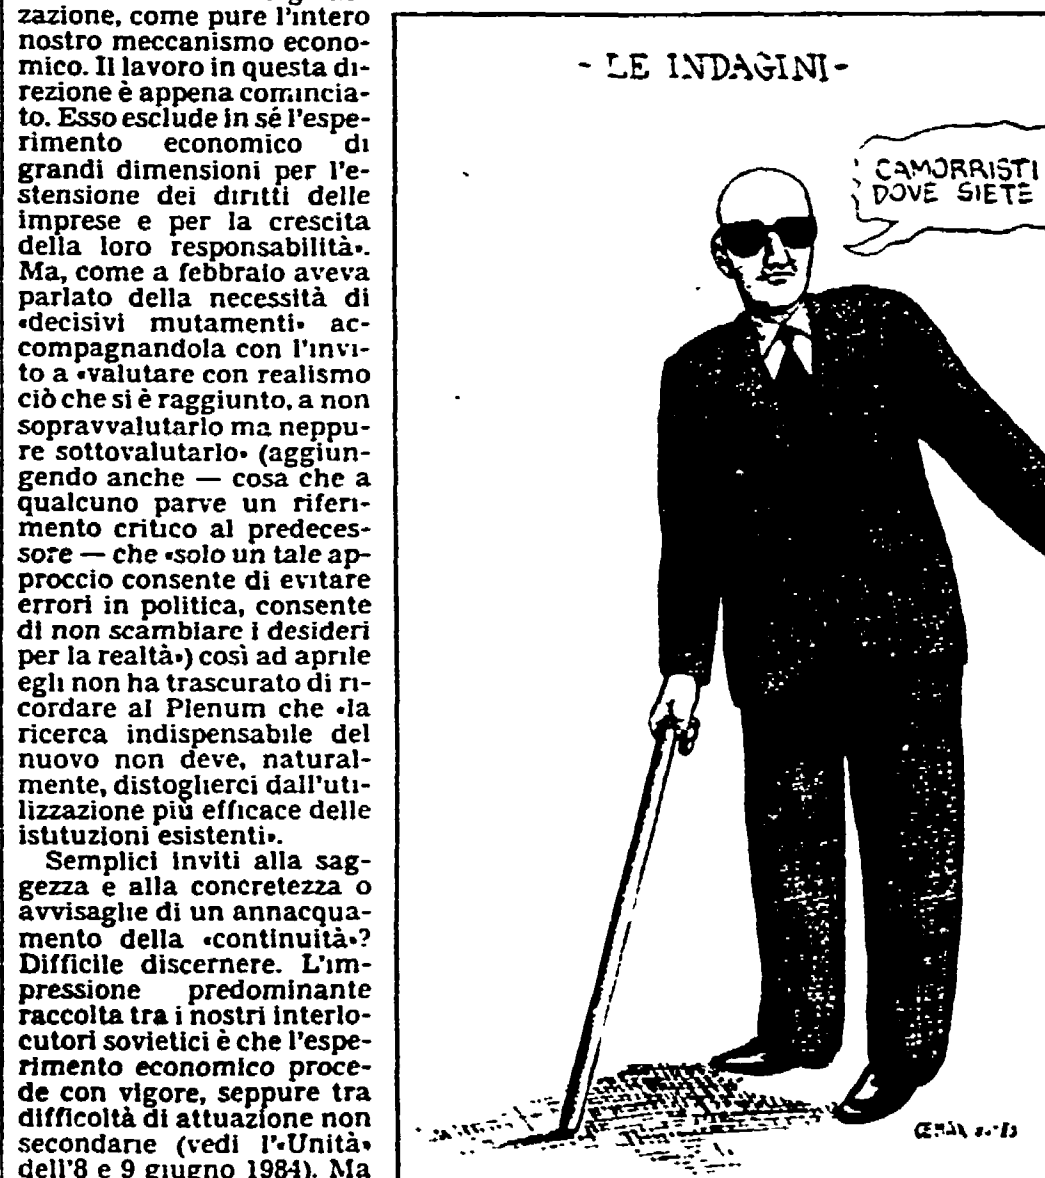 zazione, come pure l'intero
nostro meccanismo econo-
mico. Il lavoro in questa di-
rezione è appena comincia-
to. Esso esclude in sé l'espe-
rimento economico di
grandi dimensioni per l'e-
stensione dei diritti delle
imprese e per la crescita
della loro responsabilità».
Ma, come a febbraio aveva
parlato della necessità di
«decisivi mutamenti» ac-
compagnandola con l'invi-
to a «valutare con realismo
ciò che si è raggiunto, a non
sopravvalutarlo ma neppu-
re sottovalutarlo» (aggiun-
gendo anche — cosa che a
qualcuno parve un riferi-
mento critico al predeces-
sore — che «solo un tale ap-
proccio consente di evitare
errori in politica, consente
di non scambiare i desideri
per la realtà») così ad aprile
egli non ha trascurato di ri-
cordare al Plenum che «la
ricerca indispensabile del
nuovo non deve, natural-
mente, distoglierci dall'uti-
lizzazione più efficace delle
istituzioni esistenti».
Semplici inviti alla sag-
gezza e alla concretezza o
avvisaglie di un annacqua-
mento della «continuità»?
Difficile discernere. L'im-
pressione predominante
raccolta tra i nostri interlo-
cutori sovietici è che l'espe-
rimento economico proce-
de con vigore, seppure tra
difficoltà di attuazione non
secondarie (vedi l'«Unità»
dell'8 e 9 giugno 1984). Ma
- LE INDAGINI -
CAMORRISTI
DOVE SIETE